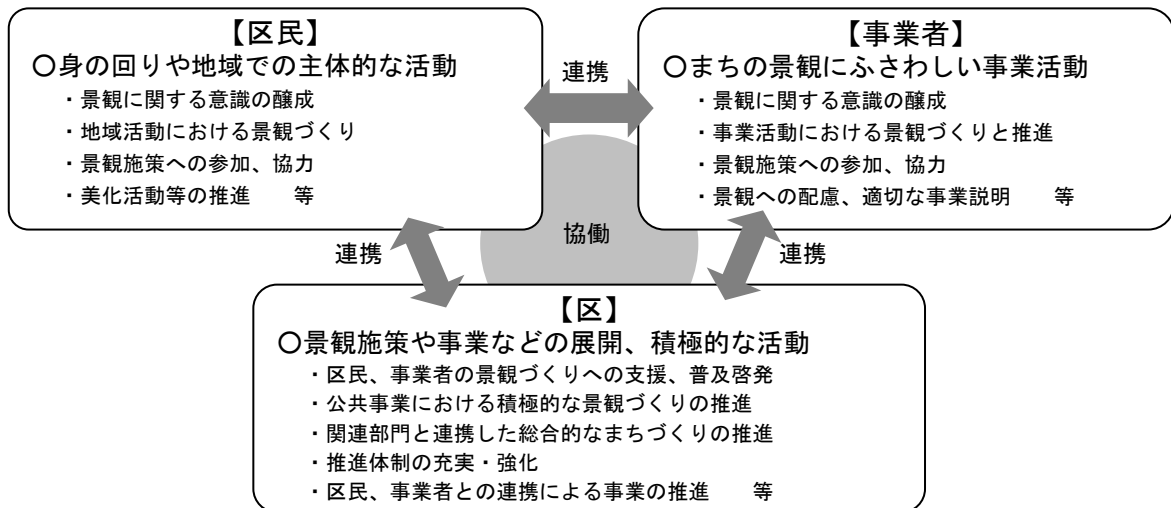 【区民】
〇身の回りや地域での主体的な活動
・景観に関する意識の醸成
・地域活動における景観づくり
・景観施策への参加、協力
・美化活動等の推進　等
連携
【事業者】
〇まちの景観にふさわしい事業活動
・景観に関する意識の醸成
・事業活動における景観づくりと推進
・景観施策への参加、協力
・景観への配慮、適切な事業説明　等
連携
協働
連携
【区】
〇景観施策や事業などの展開、積極的な活動
・区民、事業者の景観づくりへの支援、普及啓発
・公共事業における積極的な景観づくりの推進
・関連部門と連携した総合的なまちづくりの推進
・推進体制の充実・強化
・区民、事業者との連携による事業の推進　等